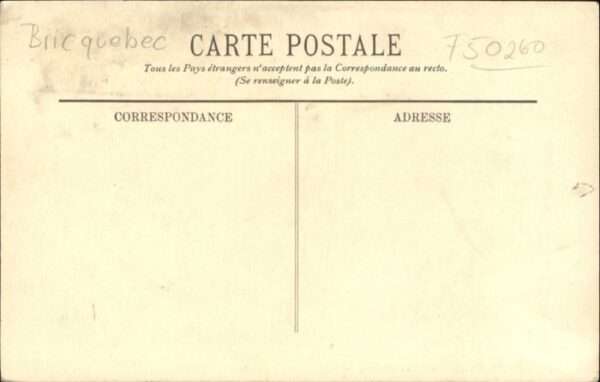 Bricquebec
CARTE POSTALE
750260
Tous les Pays étrangers n'acceptent pas la Correspondance au recto.
(Se renseigner à la Poste).
CORRESPONDANCE
ADRESSE